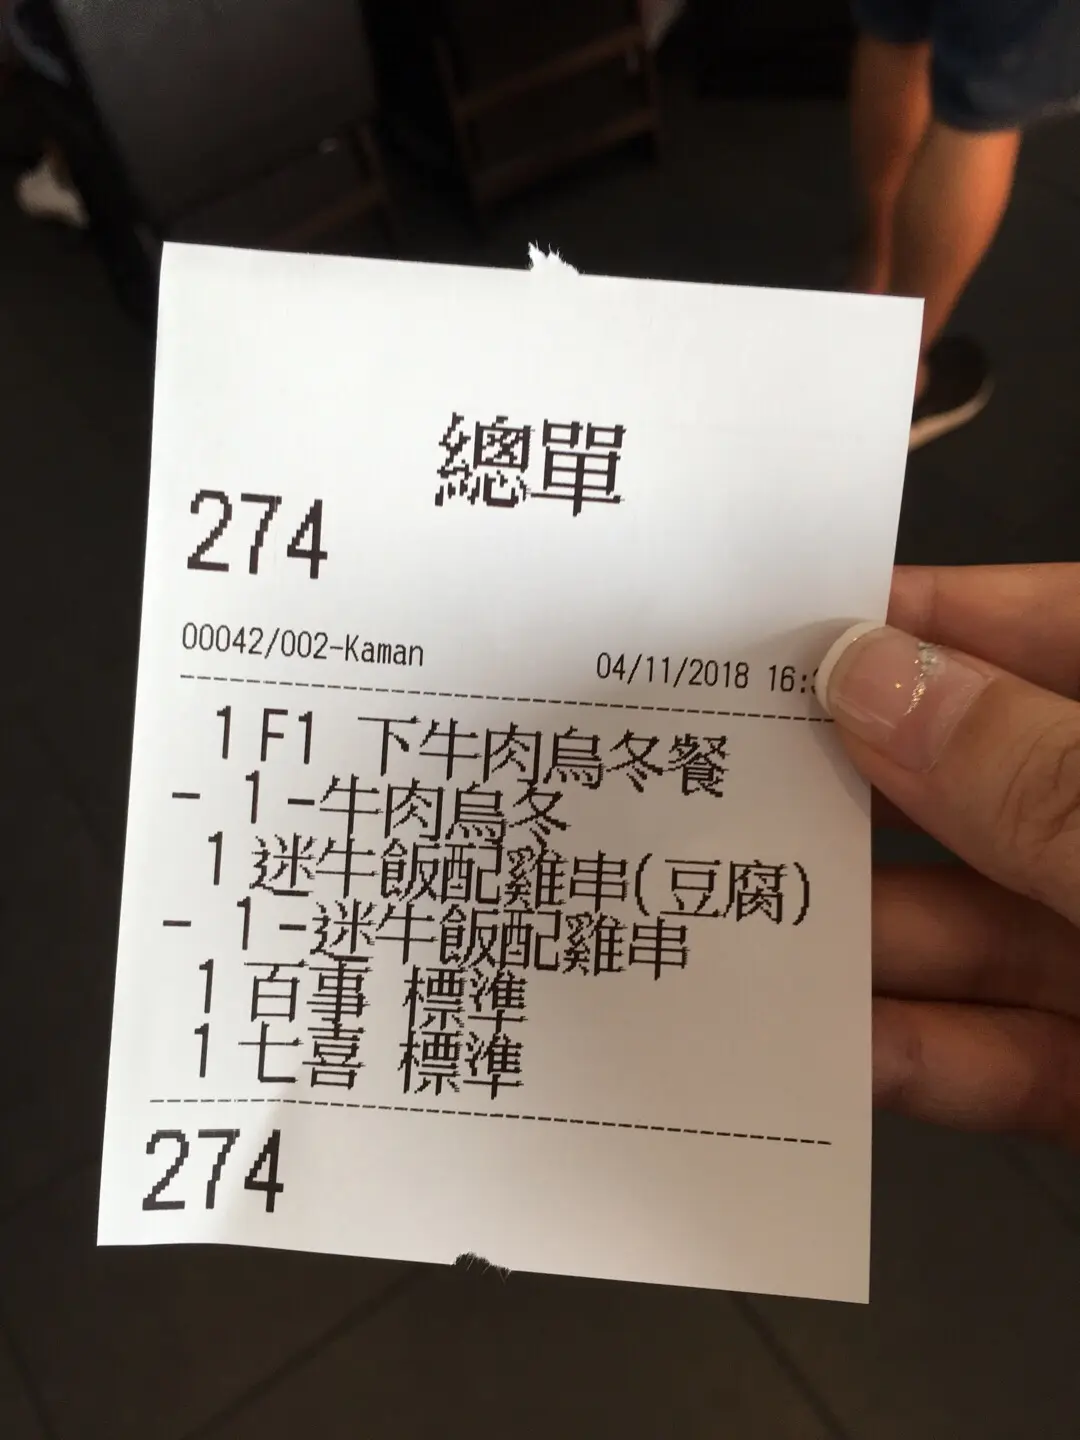 總單
274
00042/002-Kaman 04/11/2018 16:
1 F1 下牛肉烏冬餐
- 1 -牛肉烏冬
1 迷牛飯配雞串(豆腐)
- 1 -迷牛飯配雞串
1 百事 標準
1 七喜 標準
274